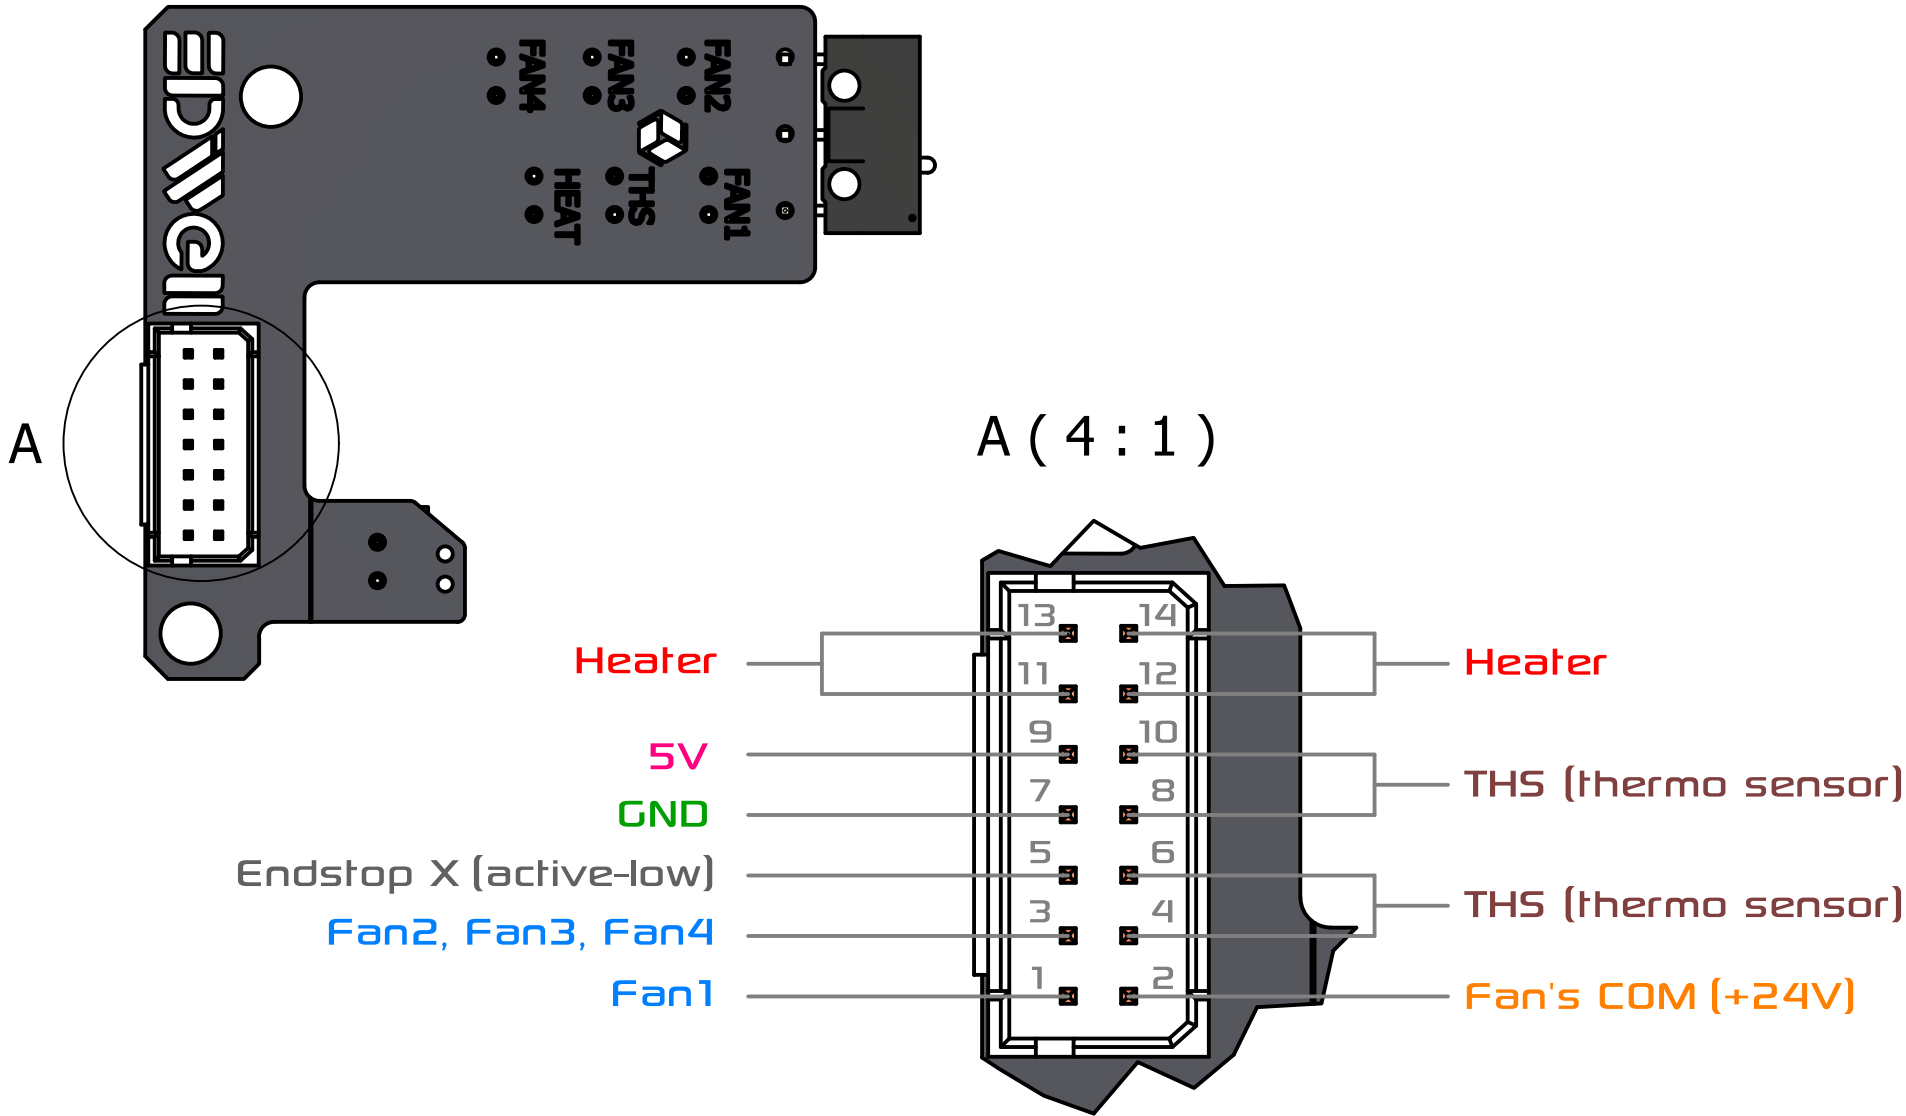 3DWell
FAN4
FAN3
FAN2
HEAT
THS
FAN1
A
A ( 4 : 1 )
13 14
Heater
Heater
11 12
9 10
5V
THS (thermo sensor)
7 8
GND
5 6
Endstop X (active-low)
THS (thermo sensor)
3 4
Fan2, Fan3, Fan4
1 2
Fan1
Fan's COM (+24V)